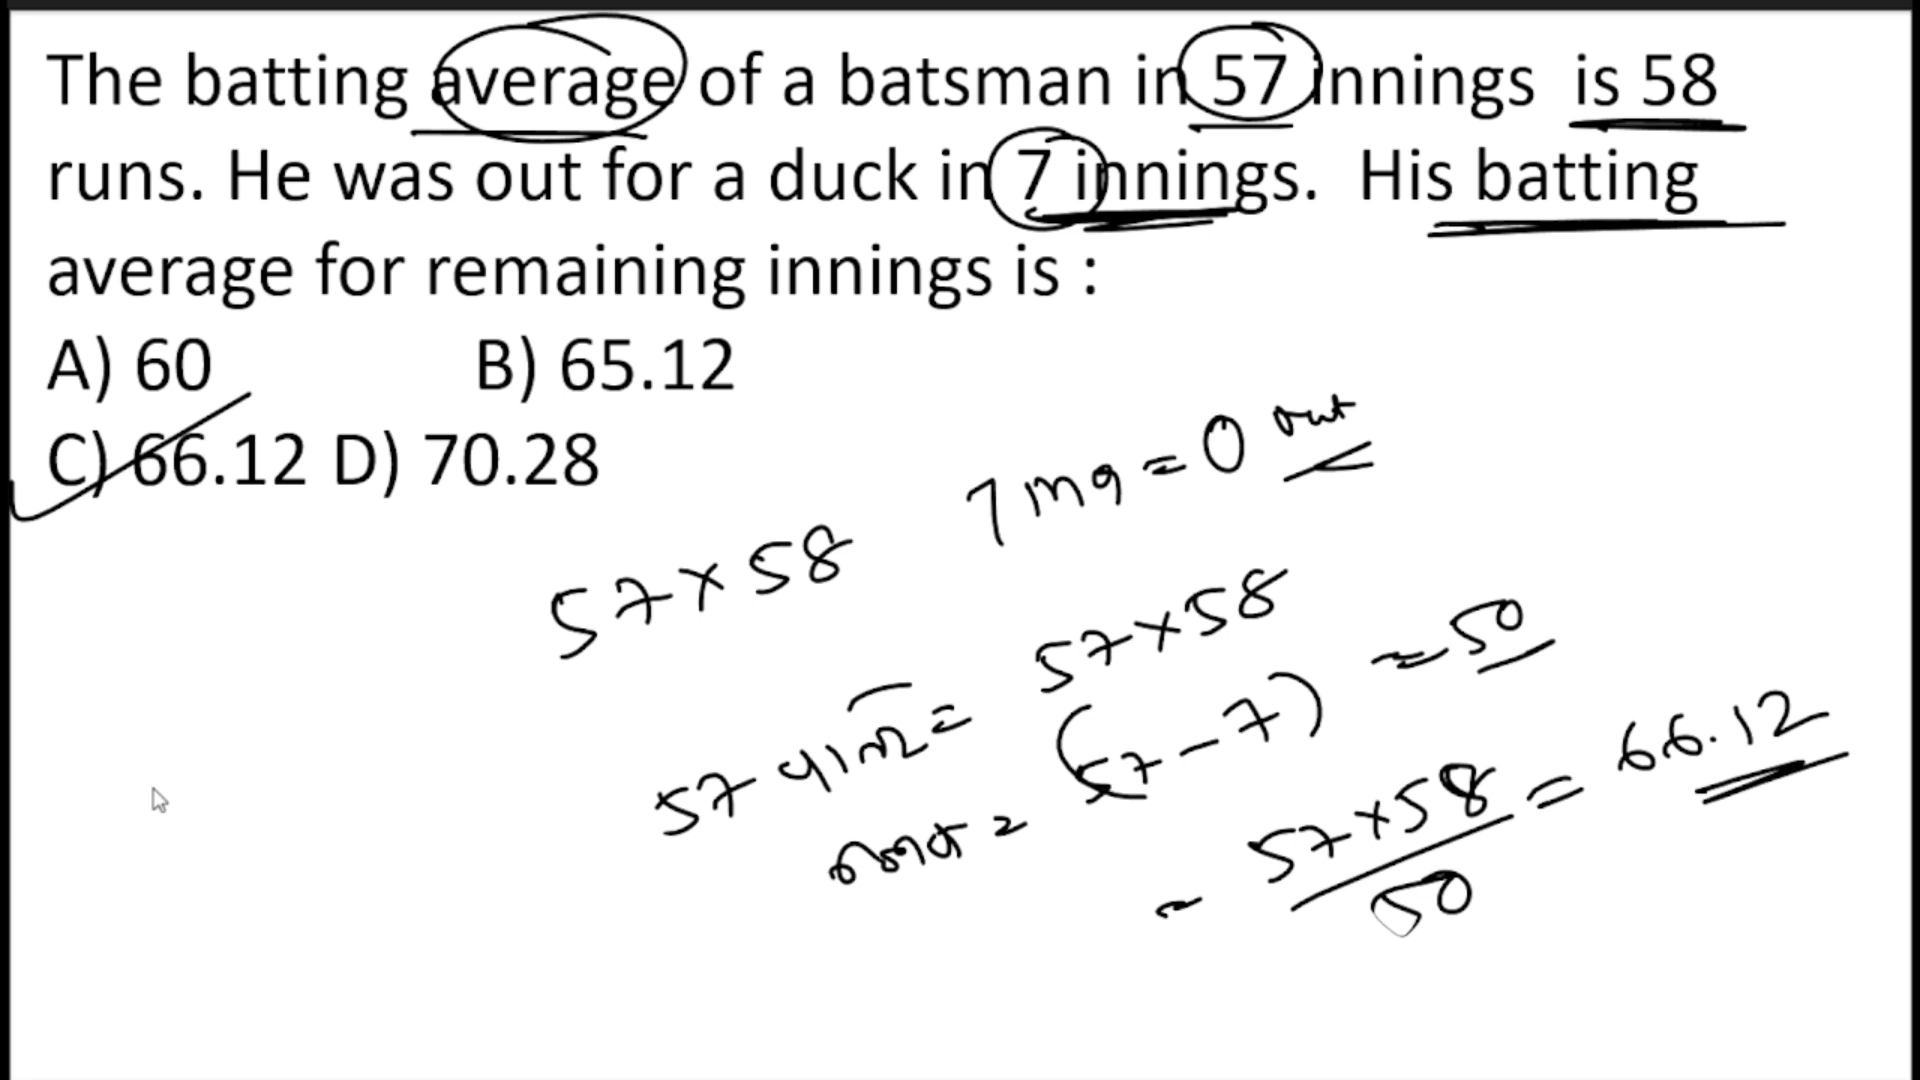 The batting average of a batsman in 57 innings is 58
runs. He was out for a duck in 7 innings. His batting
average for remaining innings is :
A) 60 B) 65.12
C) 66.12 D) 70.28
7 = 0 out
57 × 58
57 = 57 × 58
= (57 - 7) = 50
= 57 × 58 / 50 = 66.12